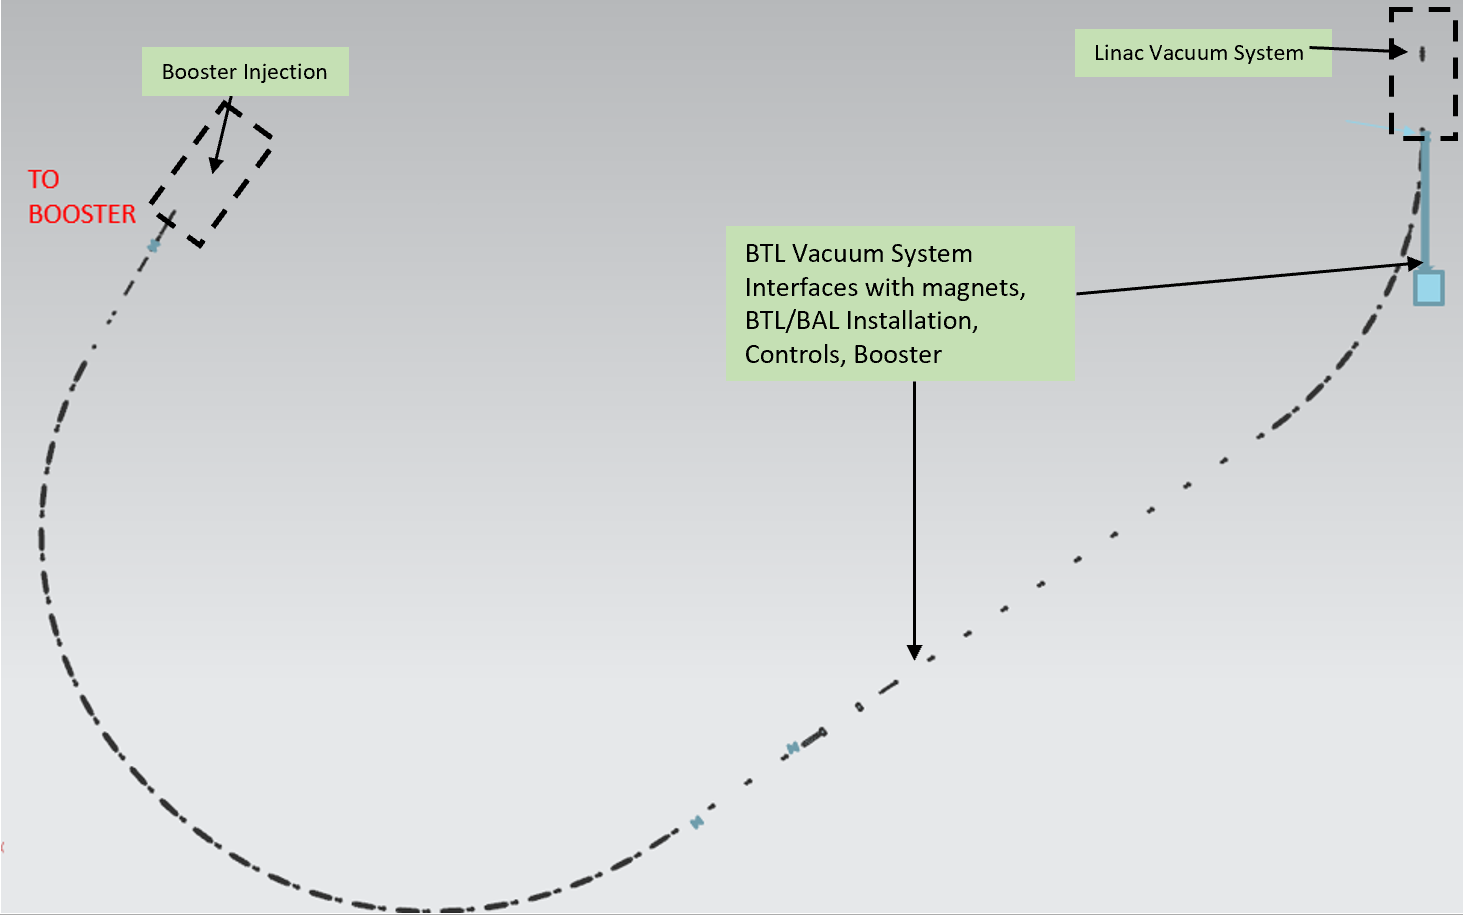 Booster Injection
Linac Vacuum System
TO
BOOSTER
BTL Vacuum System
Interfaces with magnets,
BTL/BAL Installation,
Controls, Booster